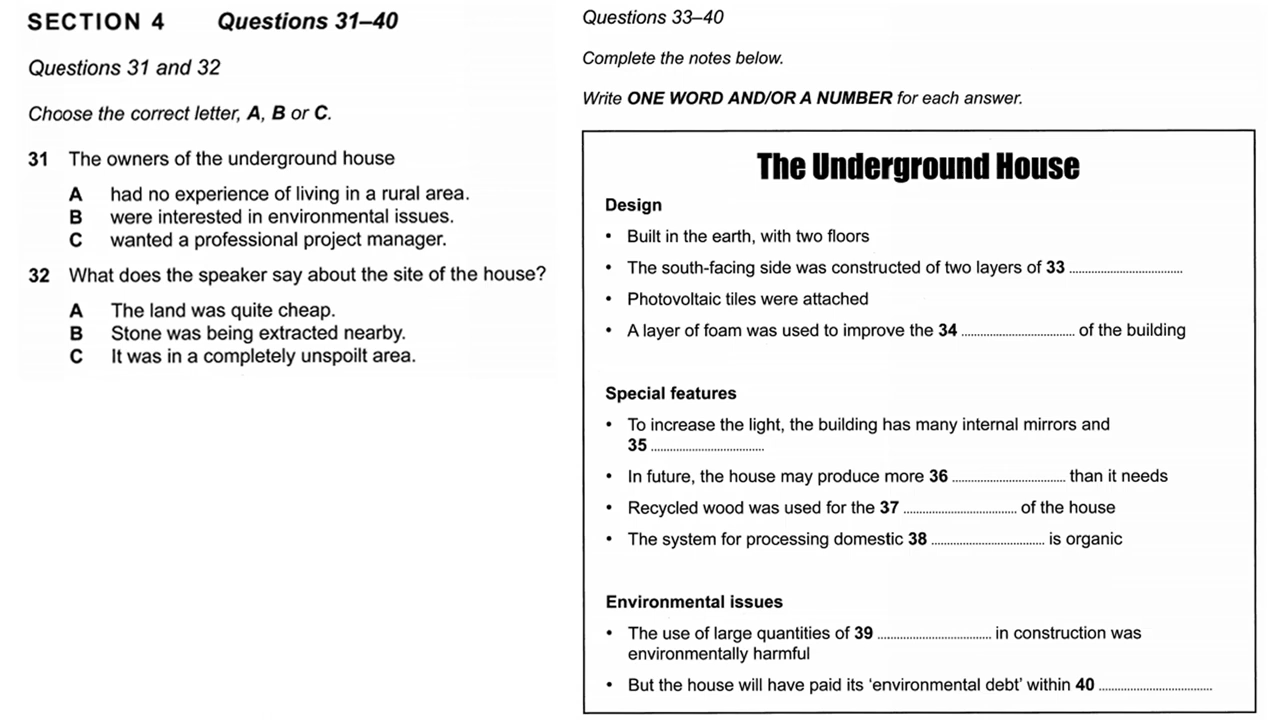 SECTION 4 Questions 31–40
Questions 31 and 32
Choose the correct letter, A, B or C.
31 The owners of the underground house
A had no experience of living in a rural area.
B were interested in environmental issues.
C wanted a professional project manager.
32 What does the speaker say about the site of the house?
A The land was quite cheap.
B Stone was being extracted nearby.
C It was in a completely unspoilt area.
Questions 33–40
Complete the notes below.
Write ONE WORD AND/OR A NUMBER for each answer.
The Underground House
Design
• Built in the earth, with two floors
• The south-facing side was constructed of two layers of 33 ..................................
• Photovoltaic tiles were attached
• A layer of foam was used to improve the 34 .................................. of the building
Special features
• To increase the light, the building has many internal mirrors and
35 ..................................
• In future, the house may produce more 36 .................................. than it needs
• Recycled wood was used for the 37 .................................. of the house
• The system for processing domestic 38 .................................. is organic
Environmental issues
• The use of large quantities of 39 .................................. in construction was
environmentally harmful
• But the house will have paid its ‘environmental debt’ within 40 ..................................